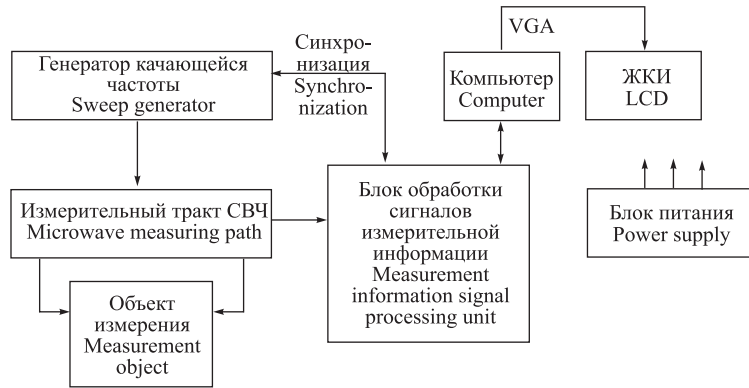 Генератор качающейся
частоты
Sweep generator
Синхро-
низация
Synchro-
nization
VGA
Компьютер
Computer
ЖКИ
LCD
Измерительный тракт СВЧ
Microwave measuring path
Блок обработки
сигналов
измерительной
информации
Measurement
information signal
processing unit
Блок питания
Power supply
Объект
измерения
Measurement
object